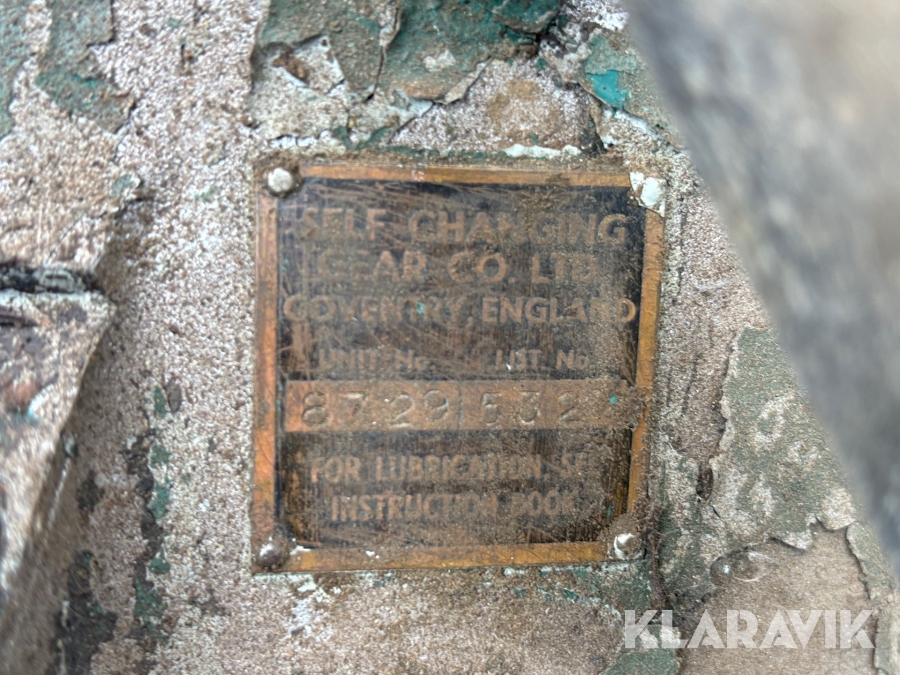 SELF CHANGING
GEAR CO. LTD.
COVENTRY, ENGLAND
UNIT No. LIST No.
8729 532
FOR LUBRICATION SEE
INSTRUCTION BOOK
KLARAVIK